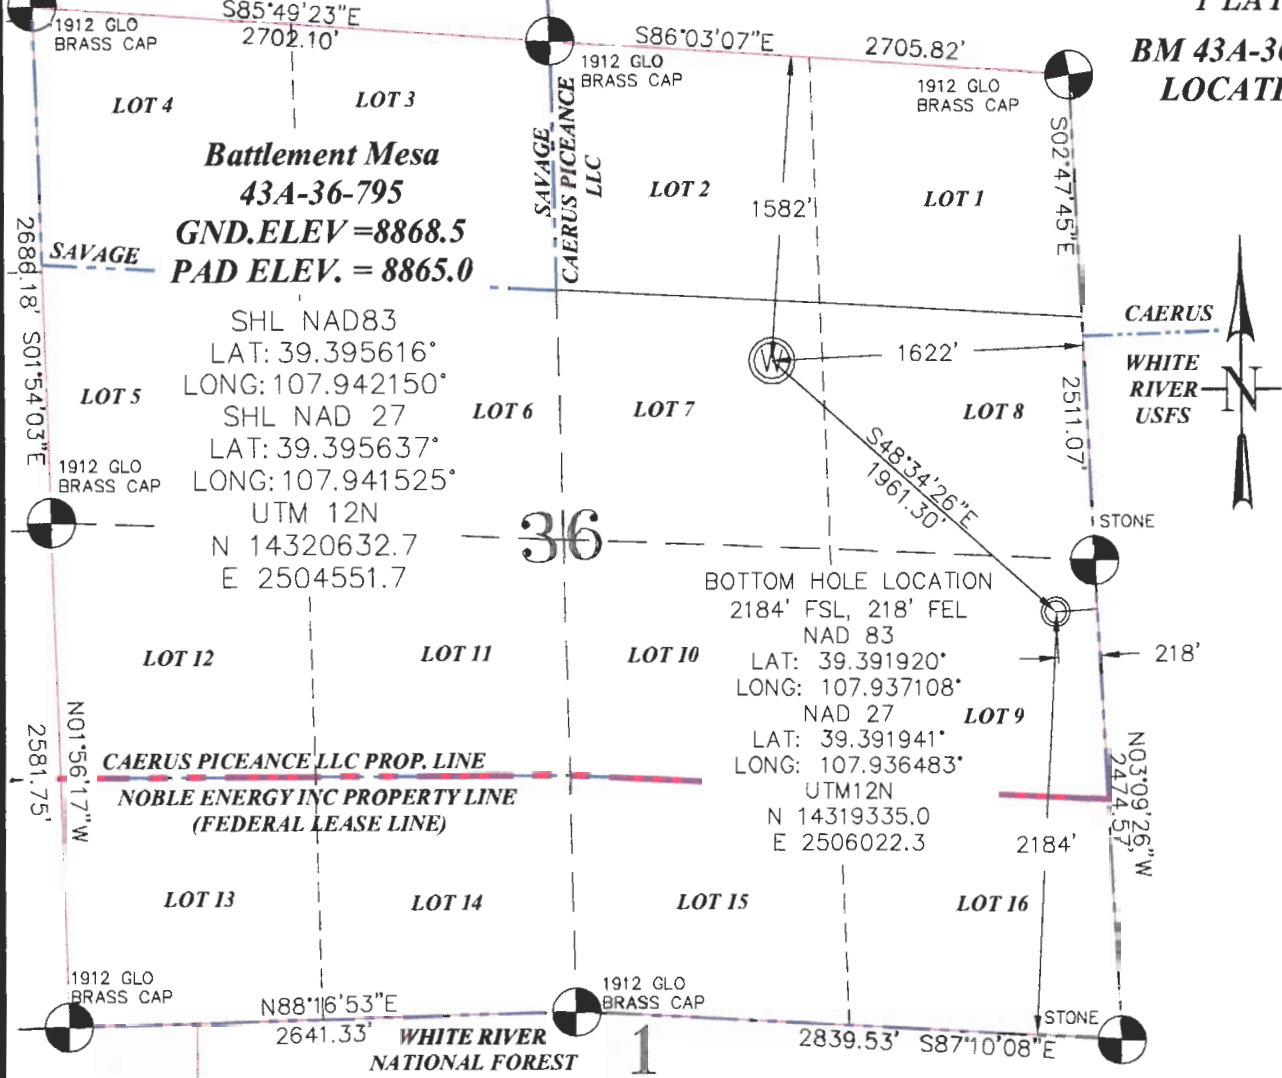 S85°49'23"E
2702.10'
1912 GLO
BRASS CAP
1912 GLO
BRASS CAP
S86°03'07"E
2705.82'
1912 GLO
BRASS CAP
BM 43A-36
LOCATI
LOT 4
LOT 3
SAVAGE
CAERUS PICEANCE
LLC
LOT 2
LOT 1
S02°47'45"E
Battlement Mesa
43A-36-795
GND.ELEV =8868.5
PAD ELEV. = 8865.0
1582'
SAVAGE
2686.18'
S01°54'03"E
SHL NAD83
LAT: 39.395616°
LONG: 107.942150°
SHL NAD 27
LAT: 39.395637°
LONG: 107.941525°
UTM 12N
N 14320632.7
E 2504551.7
CAERUS
WHITE
RIVER
USFS
N
W
1622'
LOT 5
LOT 6
LOT 7
LOT 8
2511.07'
S48°34'26"E
1961.30'
1912 GLO
BRASS CAP
36
STONE
BOTTOM HOLE LOCATION
2184' FSL, 218' FEL
NAD 83
LAT: 39.391920°
LONG: 107.937108°
NAD 27
LAT: 39.391941°
LONG: 107.936483°
UTM12N
N 14319335.0
E 2506022.3
218'
LOT 12
LOT 11
LOT 10
LOT 9
N01°56'17"W
2581.75'
CAERUS PICEANCE LLC PROP. LINE
NOBLE ENERGY INC PROPERTY LINE
(FEDERAL LEASE LINE)
N03°09'26"W
2474.57'
2184'
LOT 13
LOT 14
LOT 15
LOT 16
1912 GLO
BRASS CAP
N88°16'53"E
2641.33'
1912 GLO
BRASS CAP
WHITE RIVER
NATIONAL FOREST
1
2839.53'
S87°10'08"E
STONE